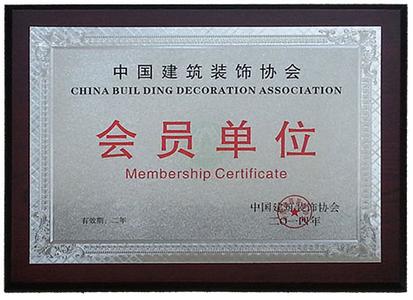 中国建筑装饰协会
CHINA BUIL DING DECORATION ASSOCIATION
会员单位
Membership Certificate
中国建筑装饰协会
有效期：二年
二〇一四年